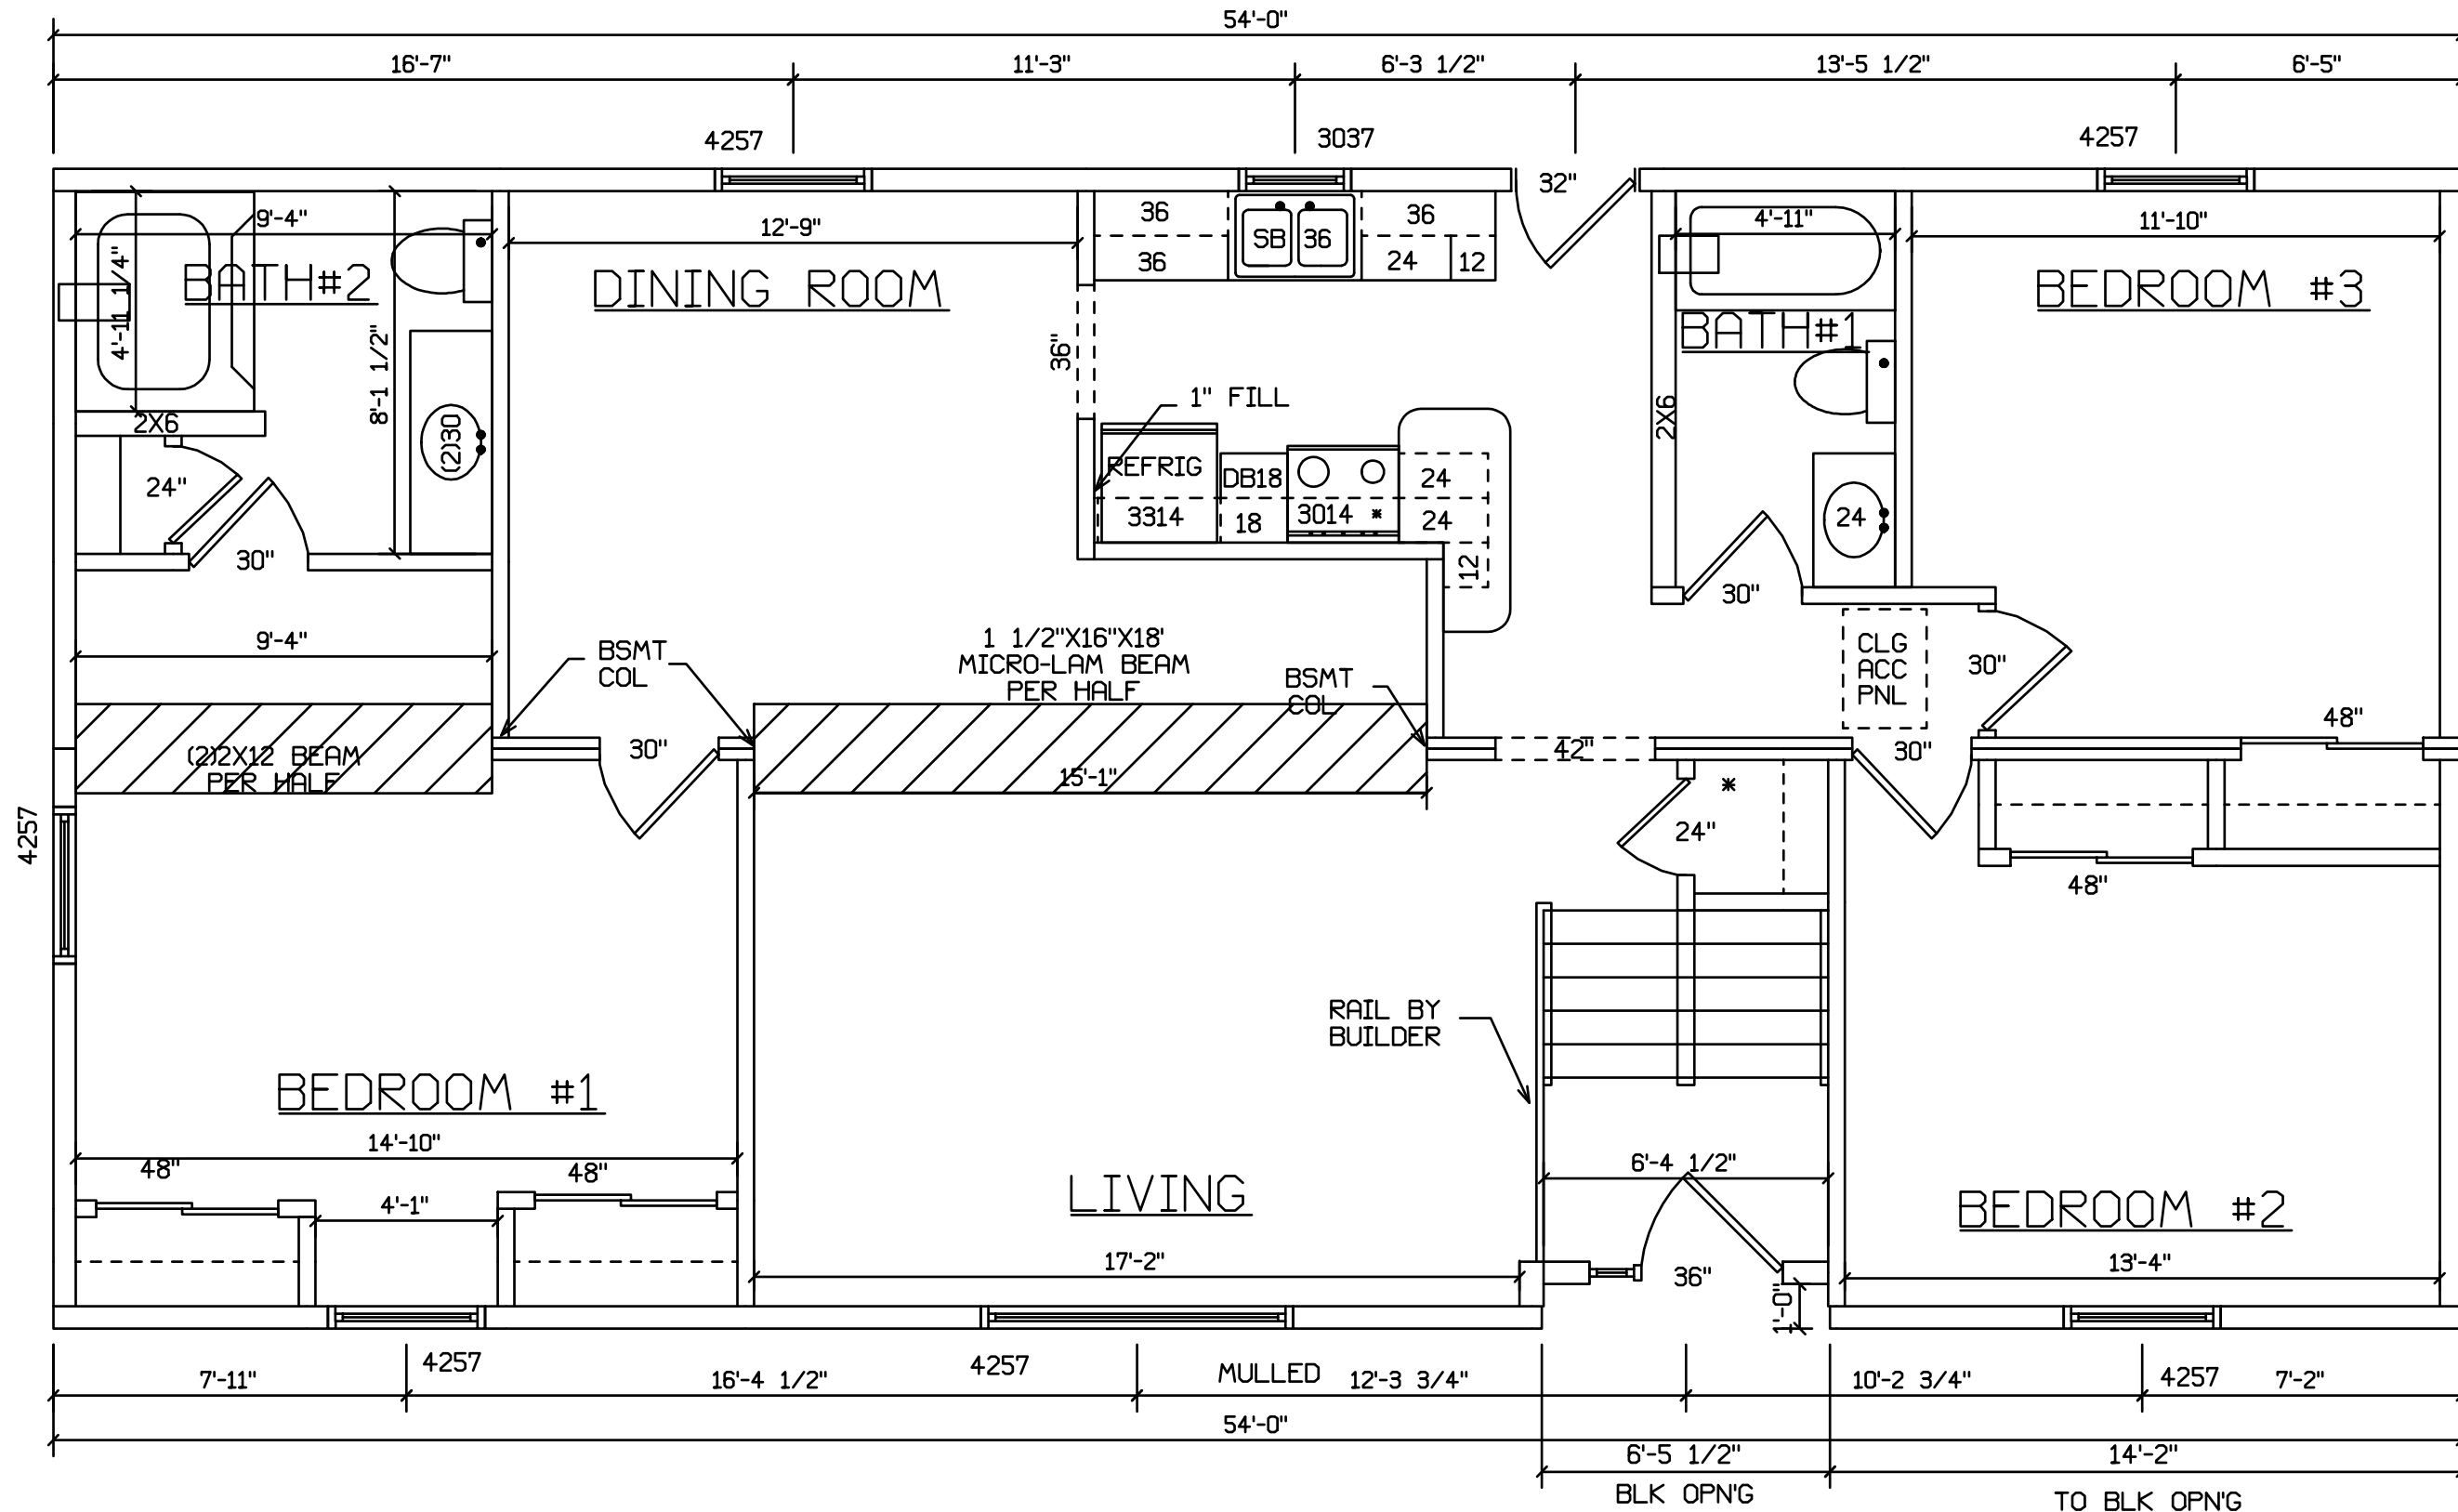 54'-0"
16'-7"
11'-3"
6'-3 1/2"
13'-5 1/2"
6'-5"
4257
3037
4257
32"
9'-4"
12'-9"
36
SB 36
36
36
24
12
4'-11"
11'-10"
4'-11 1/4"
BATH#2
DINING ROOM
BEDROOM #3
BATH#1
8'-1 1/2"
36"
1" FILL
2X6
(2)30
2X6
REFRIG
DB18
24
24"
3314
18
3014 *
24
24
30"
12
30"
9'-4"
BSMT
COL
1 1/2"X16"X18'
MICRO-LAM BEAM
PER HALF
BSMT
COL
CLG
ACC
PNL
30"
48"
(2)2X12 BEAM
PER HALF
30"
15'-1"
42"
30"
*
4257
24"
48"
RAIL BY
BUILDER
BEDROOM #1
14'-10"
48"
48"
4'-1"
LIVING
6'-4 1/2"
BEDROOM #2
17'-2"
36"
13'-4"
1'-0"
7'-11"
4257
16'-4 1/2"
4257
MULLED
12'-3 3/4"
10'-2 3/4"
4257
7'-2"
54'-0"
6'-5 1/2"
14'-2"
BLK OPN'G
TO BLK OPN'G